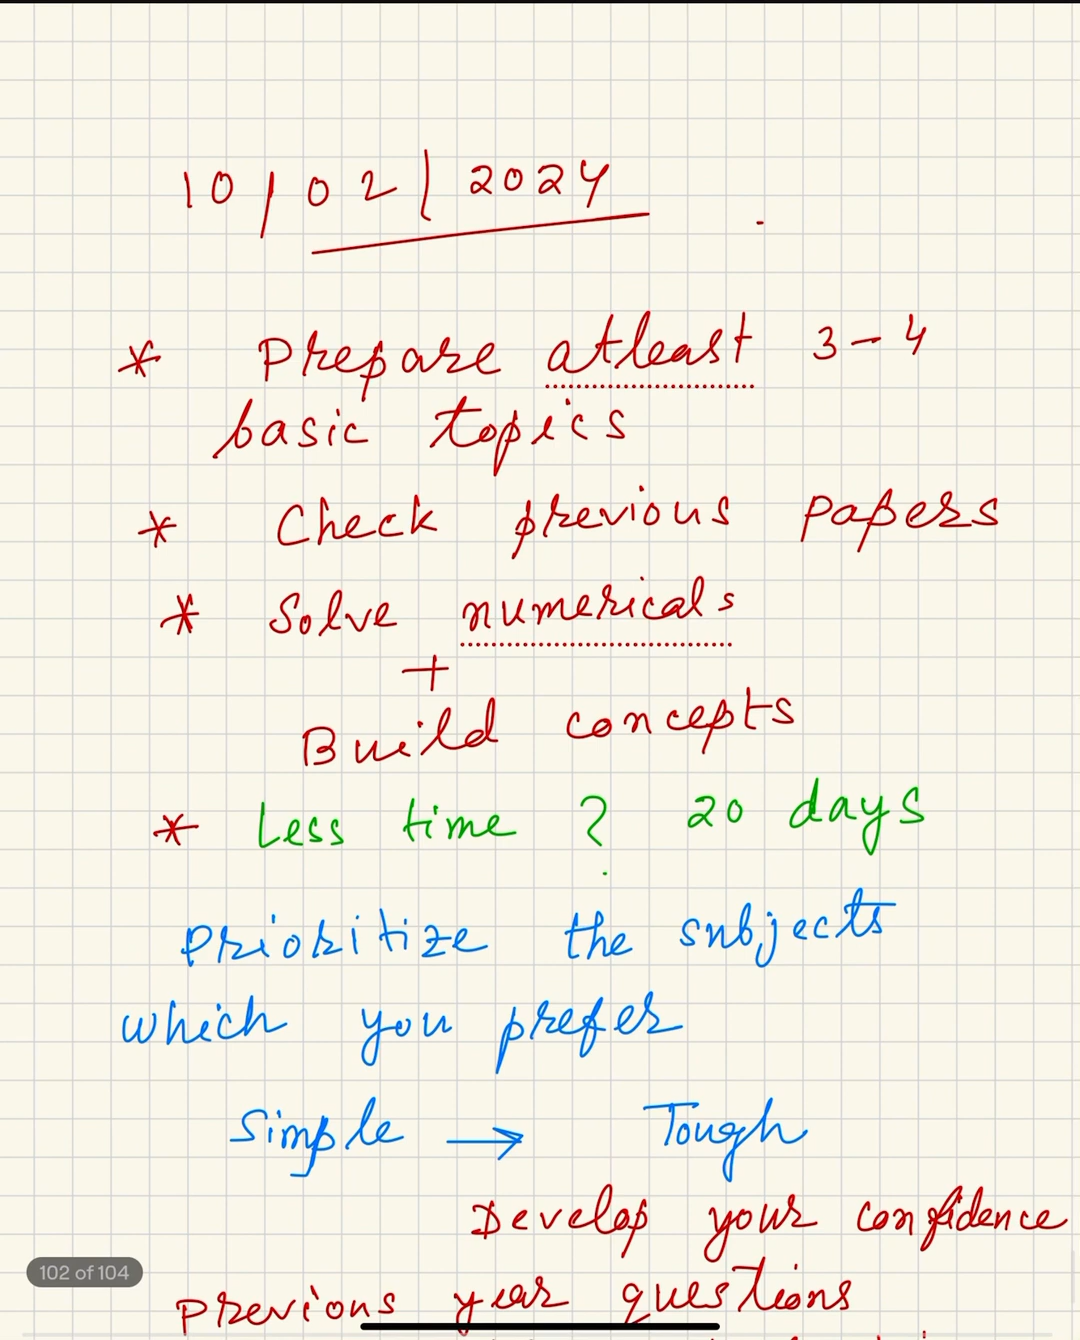 10/02/2024
* Prepare atleast 3-4
basic topics
* Check previous papers
* Solve numericals
+
Build concepts
* Less time ? 20 days
Prioritize the subjects
which you prefer
Simple → Tough
Develop your confidence
102 of 104
Previous year questions